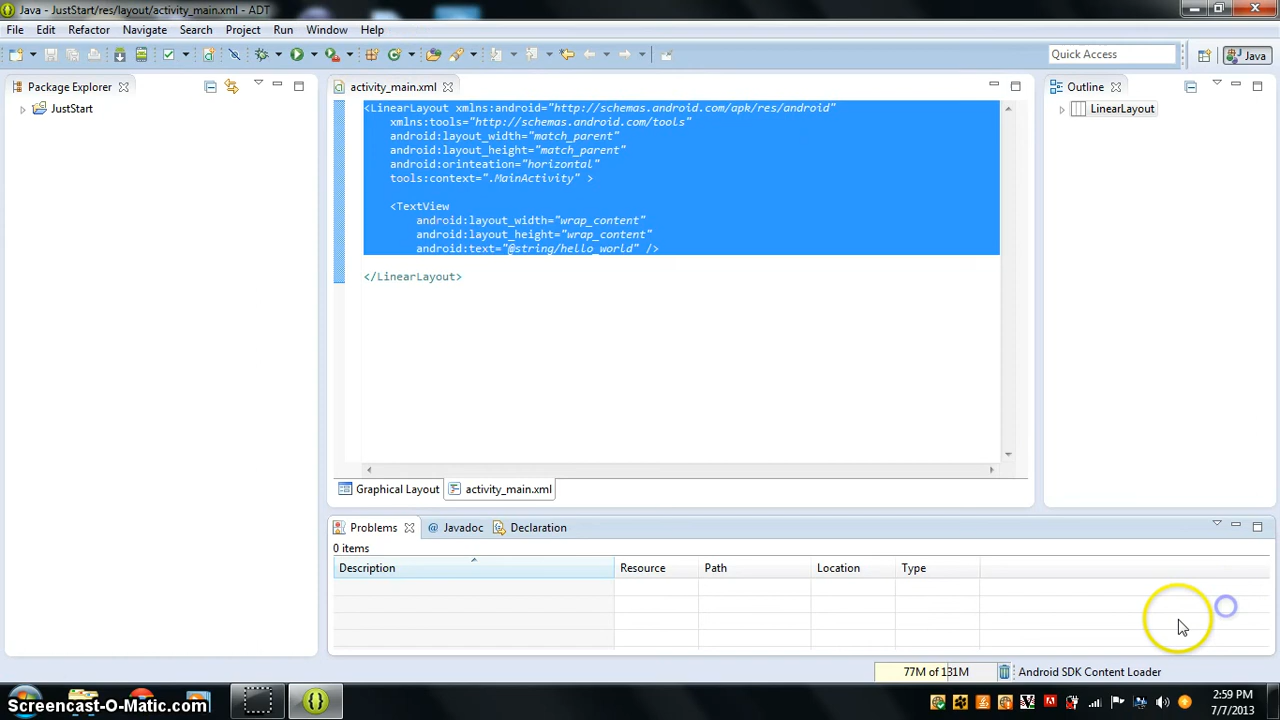 Java - JustStart/res/layout/activity_main.xml - ADT
File Edit Refactor Navigate Search Project Run Window Help
Quick Access
Java
Package Explorer
activity_main.xml
Outline
JustStart
LinearLayout
<LinearLayout xmlns:android="http://schemas.android.com/apk/res/android"
xmlns:tools="http://schemas.android.com/tools"
android:layout_width="match_parent"
android:layout_height="match_parent"
android:orinteation="horizontal"
tools:context=".MainActivity" >
<TextView
android:layout_width="wrap_content"
android:layout_height="wrap_content"
android:text="@string/hello_world" />
</LinearLayout>
Graphical Layout
activity_main.xml
Problems
@ Javadoc
Declaration
0 items
Description Resource Path Location Type
77M of 131M
Android SDK Content Loader
Screencast-O-Matic.com
2:59 PM
7/7/2013